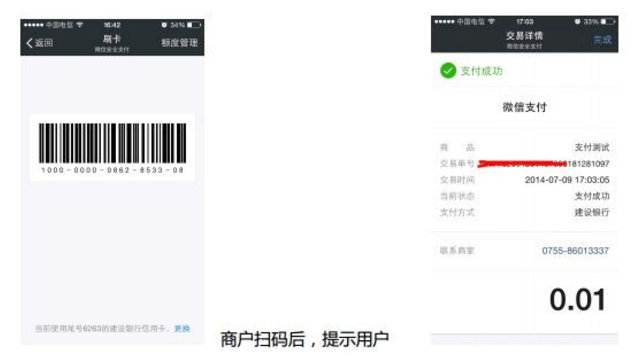 中国电信 16:42 34%
返回 刷卡 额度管理
微信安全支付
1000-0000-0862-8533-08
当前使用尾号6263的建设银行信用卡，更换
商户扫码后，提示用户
中国电信 17:03 33%
交易详情 完成
微信安全支付
支付成功
微信支付
商 品 支付测试
交易单号 181281097
交易时间 2014-07-09 17:03:05
当前状态 支付成功
支付方式 建设银行
联系商家 0755-86013337
0.01